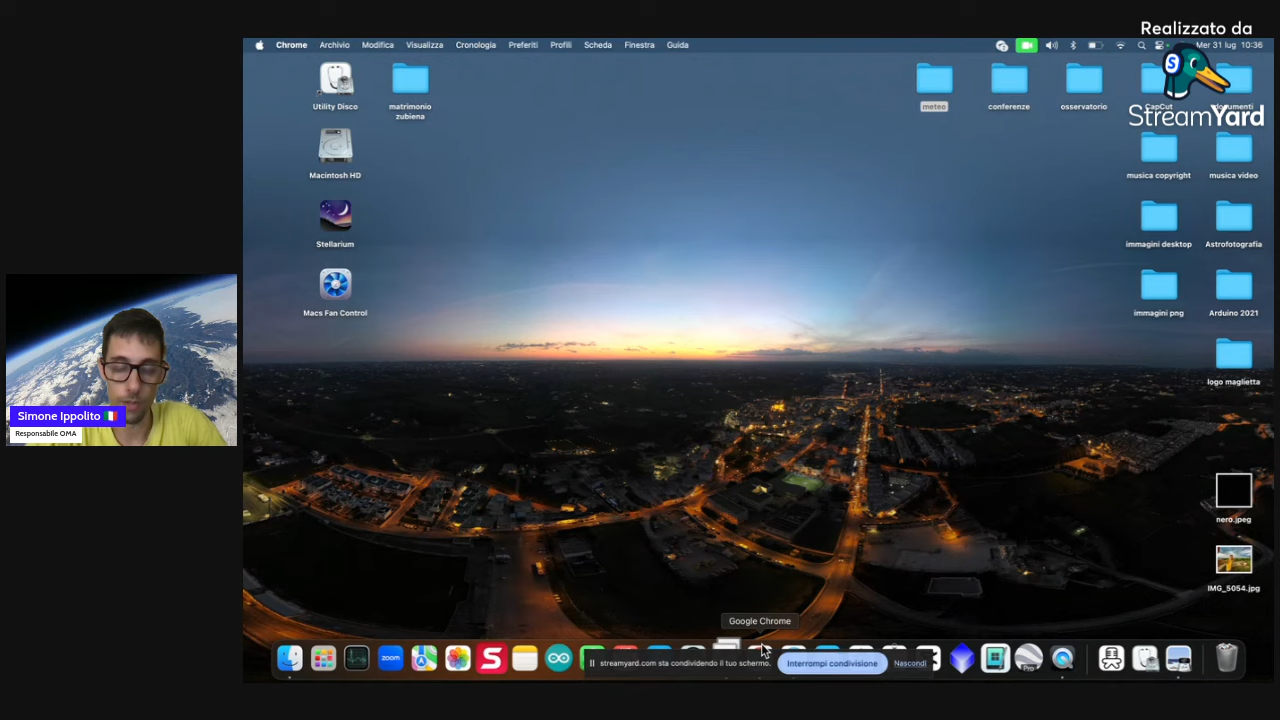 Realizzato da
StreamYard
Chrome Archivio Modifica Visualizza Cronologia Preferiti Profili Scheda Finestra Guida
Mer 31 lug 10:36
Utility Disco
matrimonio
zubiena
meteo
conferenze
osservatorio
CapCut
Macintosh HD
musica copyright
musica video
Stellarium
immagini desktop
Astrofotografia
Macs Fan Control
immagini png
Arduino 2021
logo maglietta
Simone Ippolito
Responsabile OMA
nero.jpeg
IMG_5054.jpg
Google Chrome
zoom
streamyard.com sta condividendo il tuo schermo.
Interrompi condivisione
Nascondi
Pro